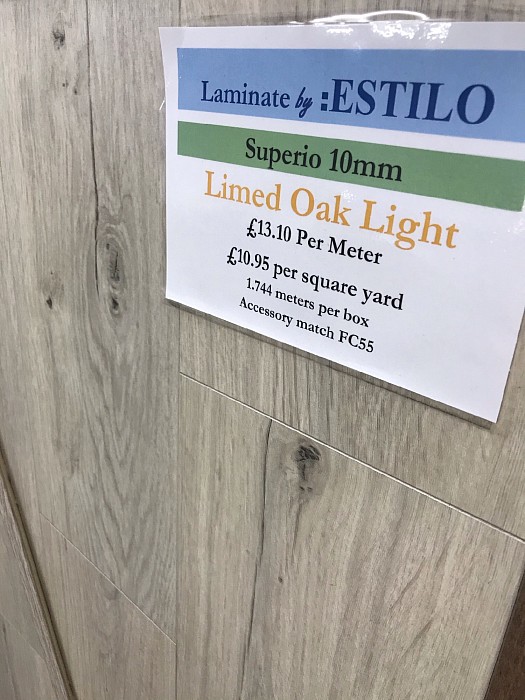 Laminate by :ESTILO
Superio 10mm
Limed Oak Light
£13.10 Per Meter
£10.95 per square yard
1.744 meters per box
Accessory match FC55